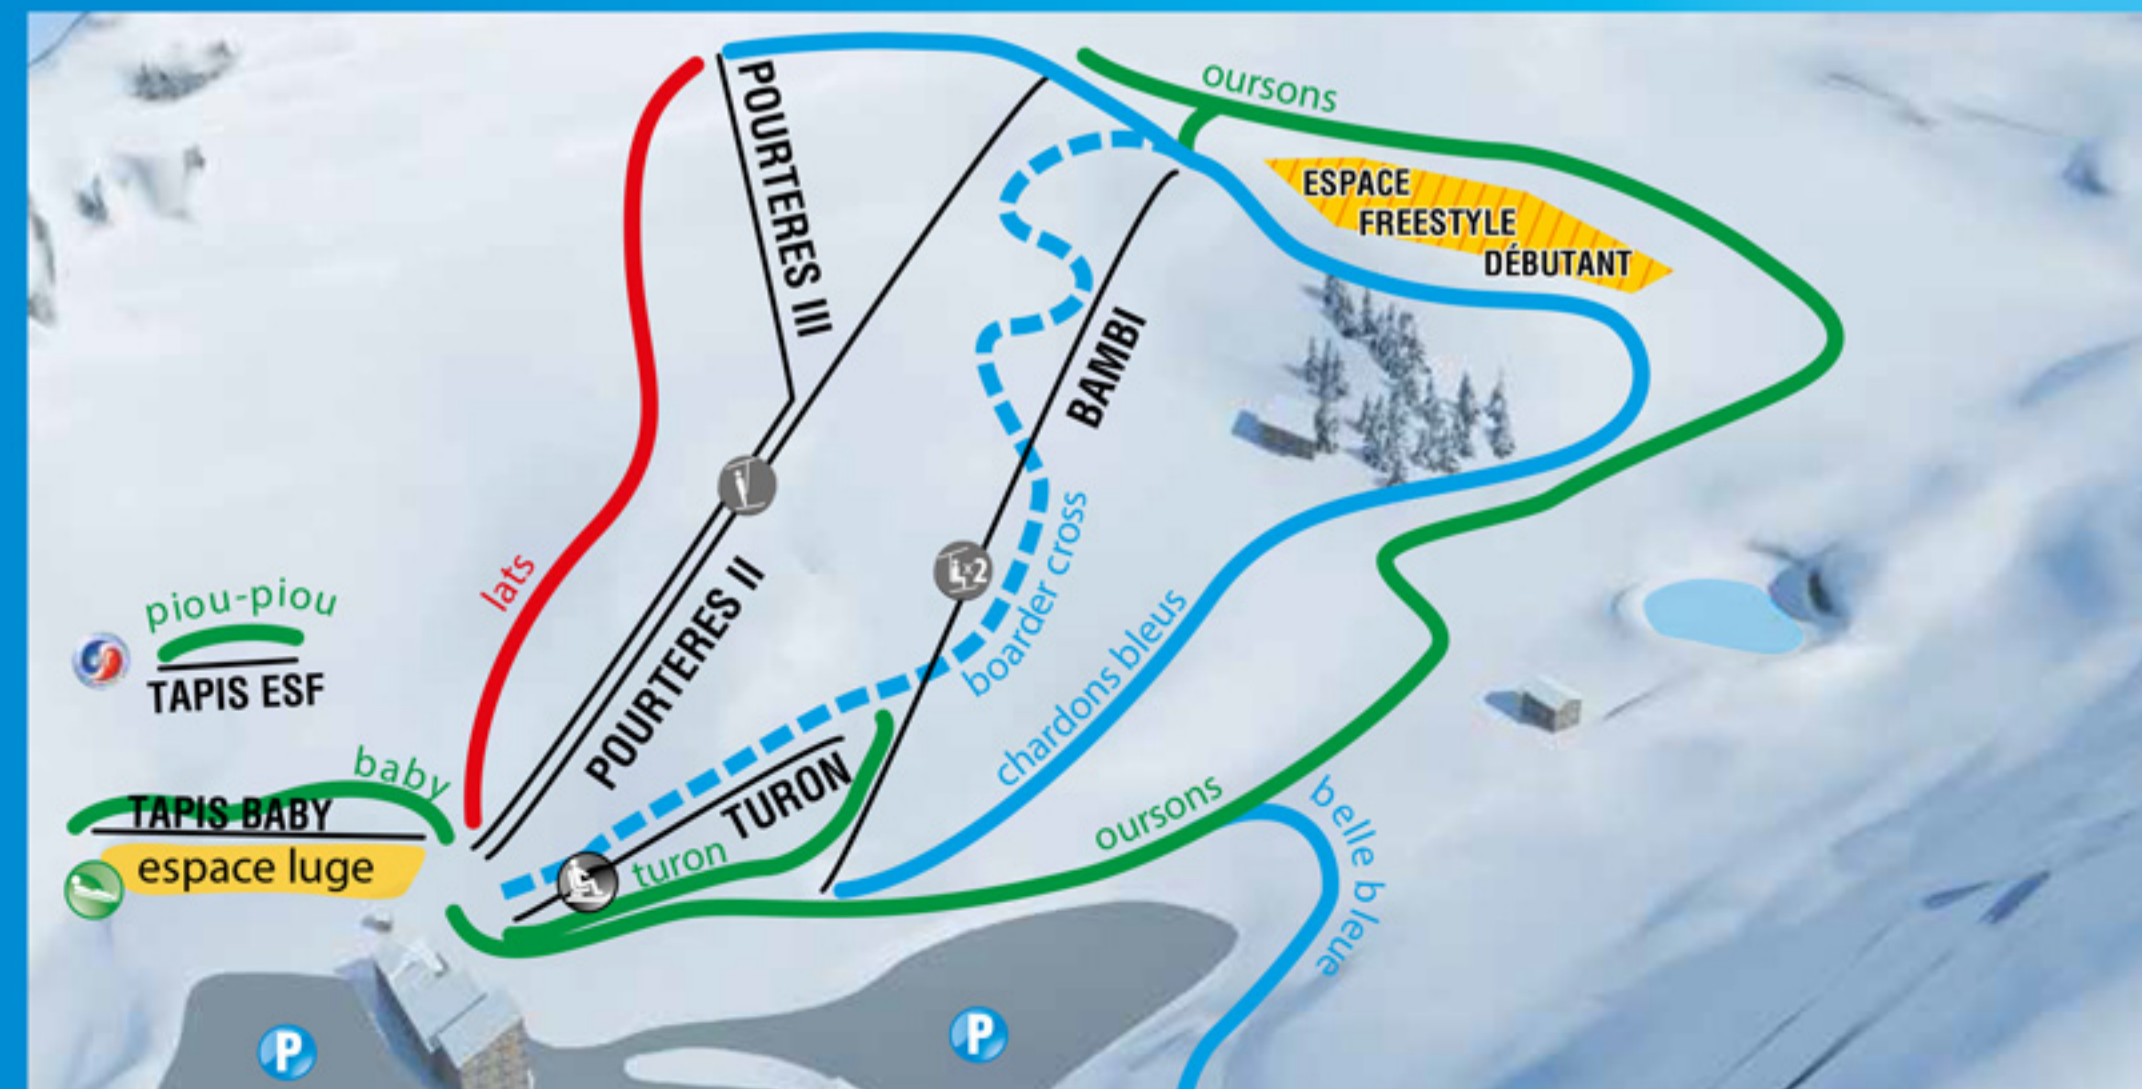 oursons
POURTERES III
ESPACE
FREESTYLE
DÉBUTANT
BAMBI
lats
boarder cross
POURTERES II
piou-piou
TAPIS ESF
chardons bleus
baby
TAPIS BABY
espace luge
TURON
turon
x2
oursons
belle bleue
P
P